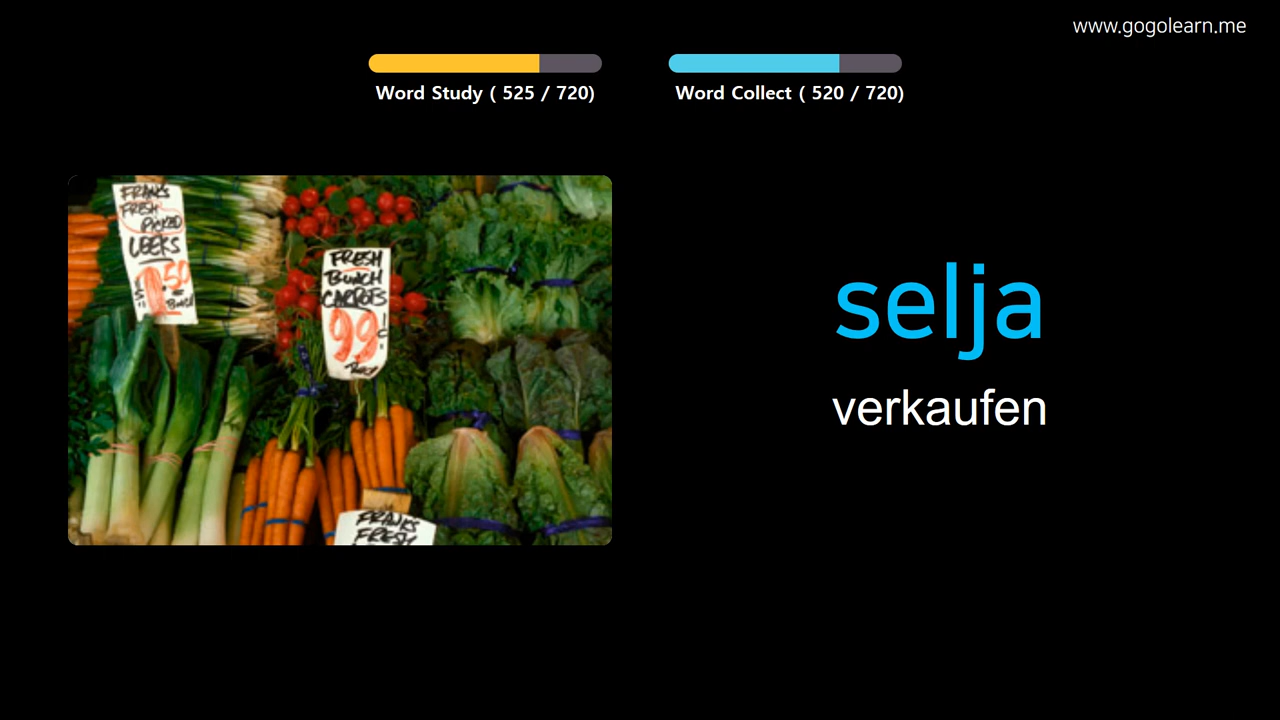 www.gogolearn.me
Word Study ( 525 / 720)
Word Collect ( 520 / 720)
FRANK'S
FRESH
PICKED
LEEKS
50
FRESH
BUNCH
CARROTS
99¢
selja
verkaufen
FRANK'S
FRESH